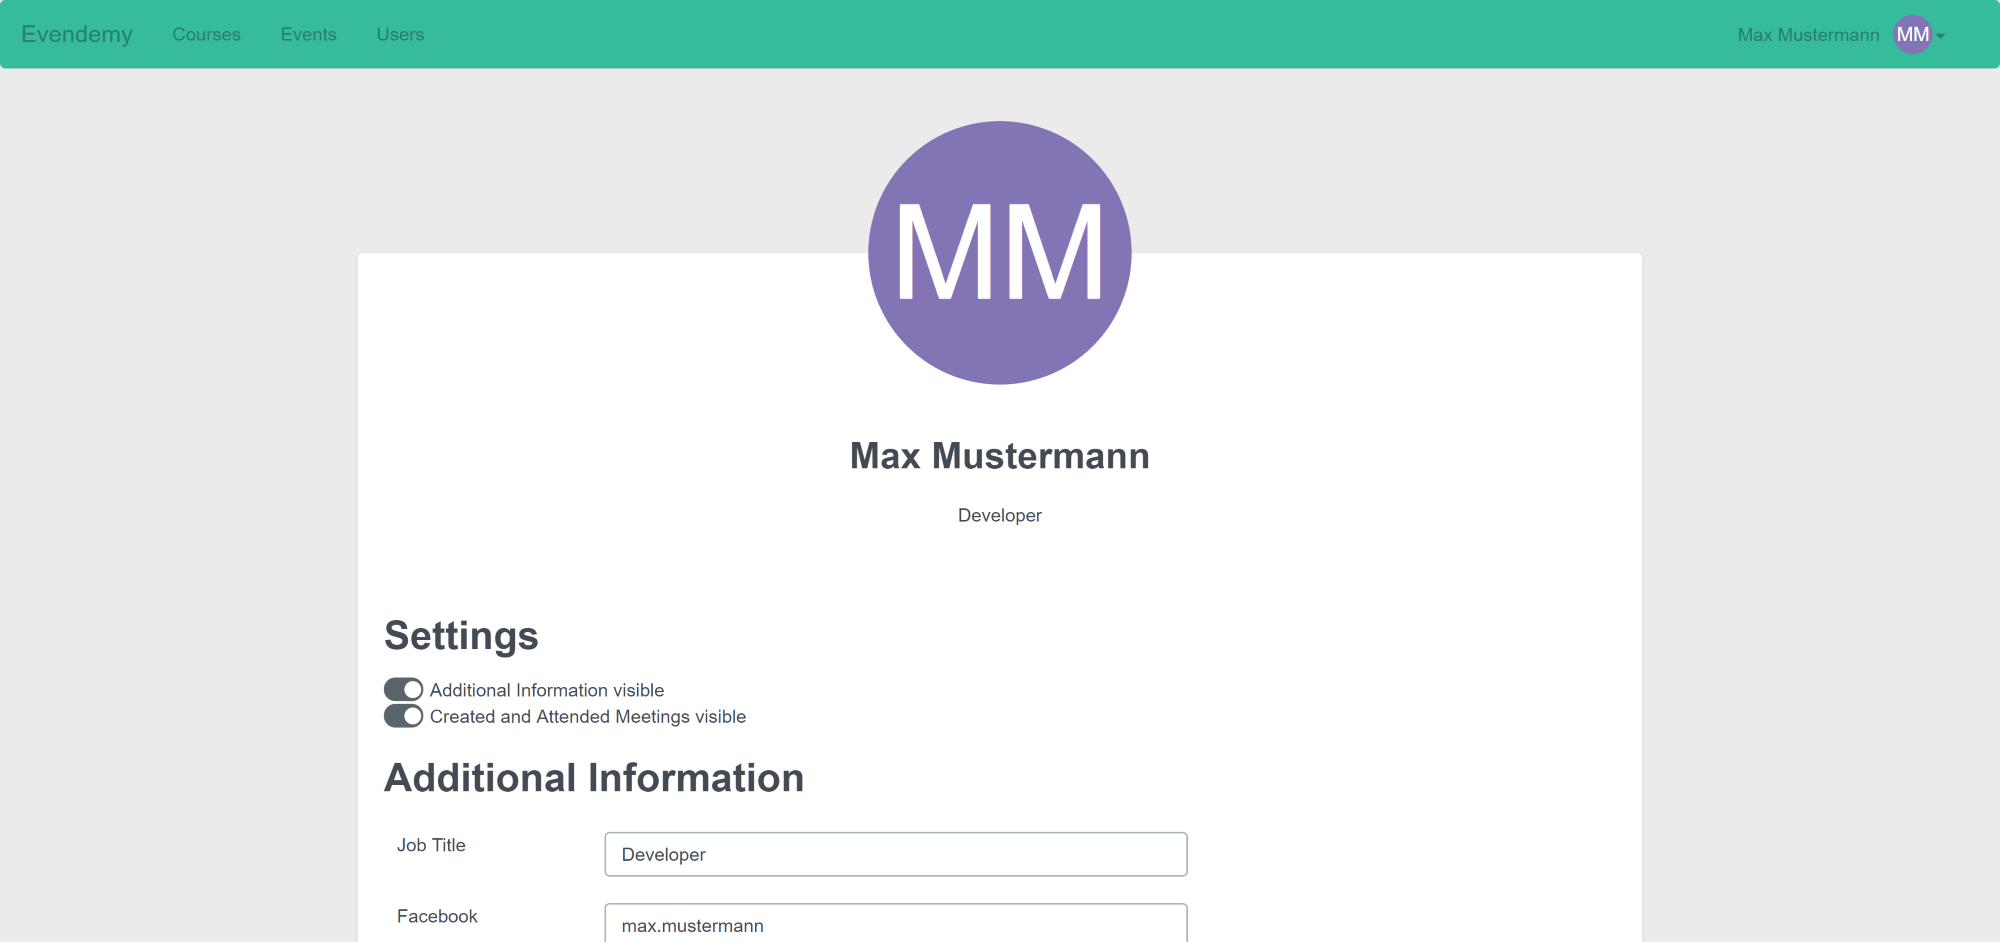 Evendemy Courses Events Users Max Mustermann MM
MM
Max Mustermann
Developer
Settings
Additional Information visible
Created and Attended Meetings visible
Additional Information
Job Title Developer
Facebook max.mustermann